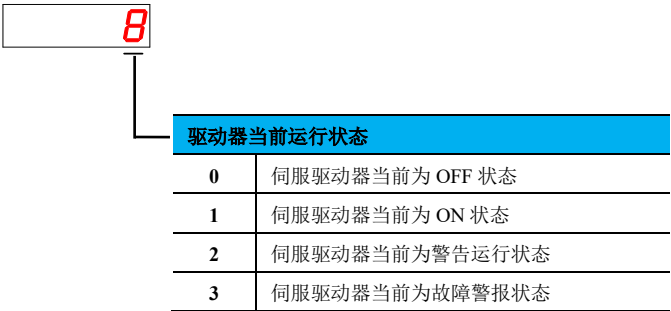 8
驱动器当前运行状态
0 伺服驱动器当前为 OFF 状态
1 伺服驱动器当前为 ON 状态
2 伺服驱动器当前为警告运行状态
3 伺服驱动器当前为故障警报状态